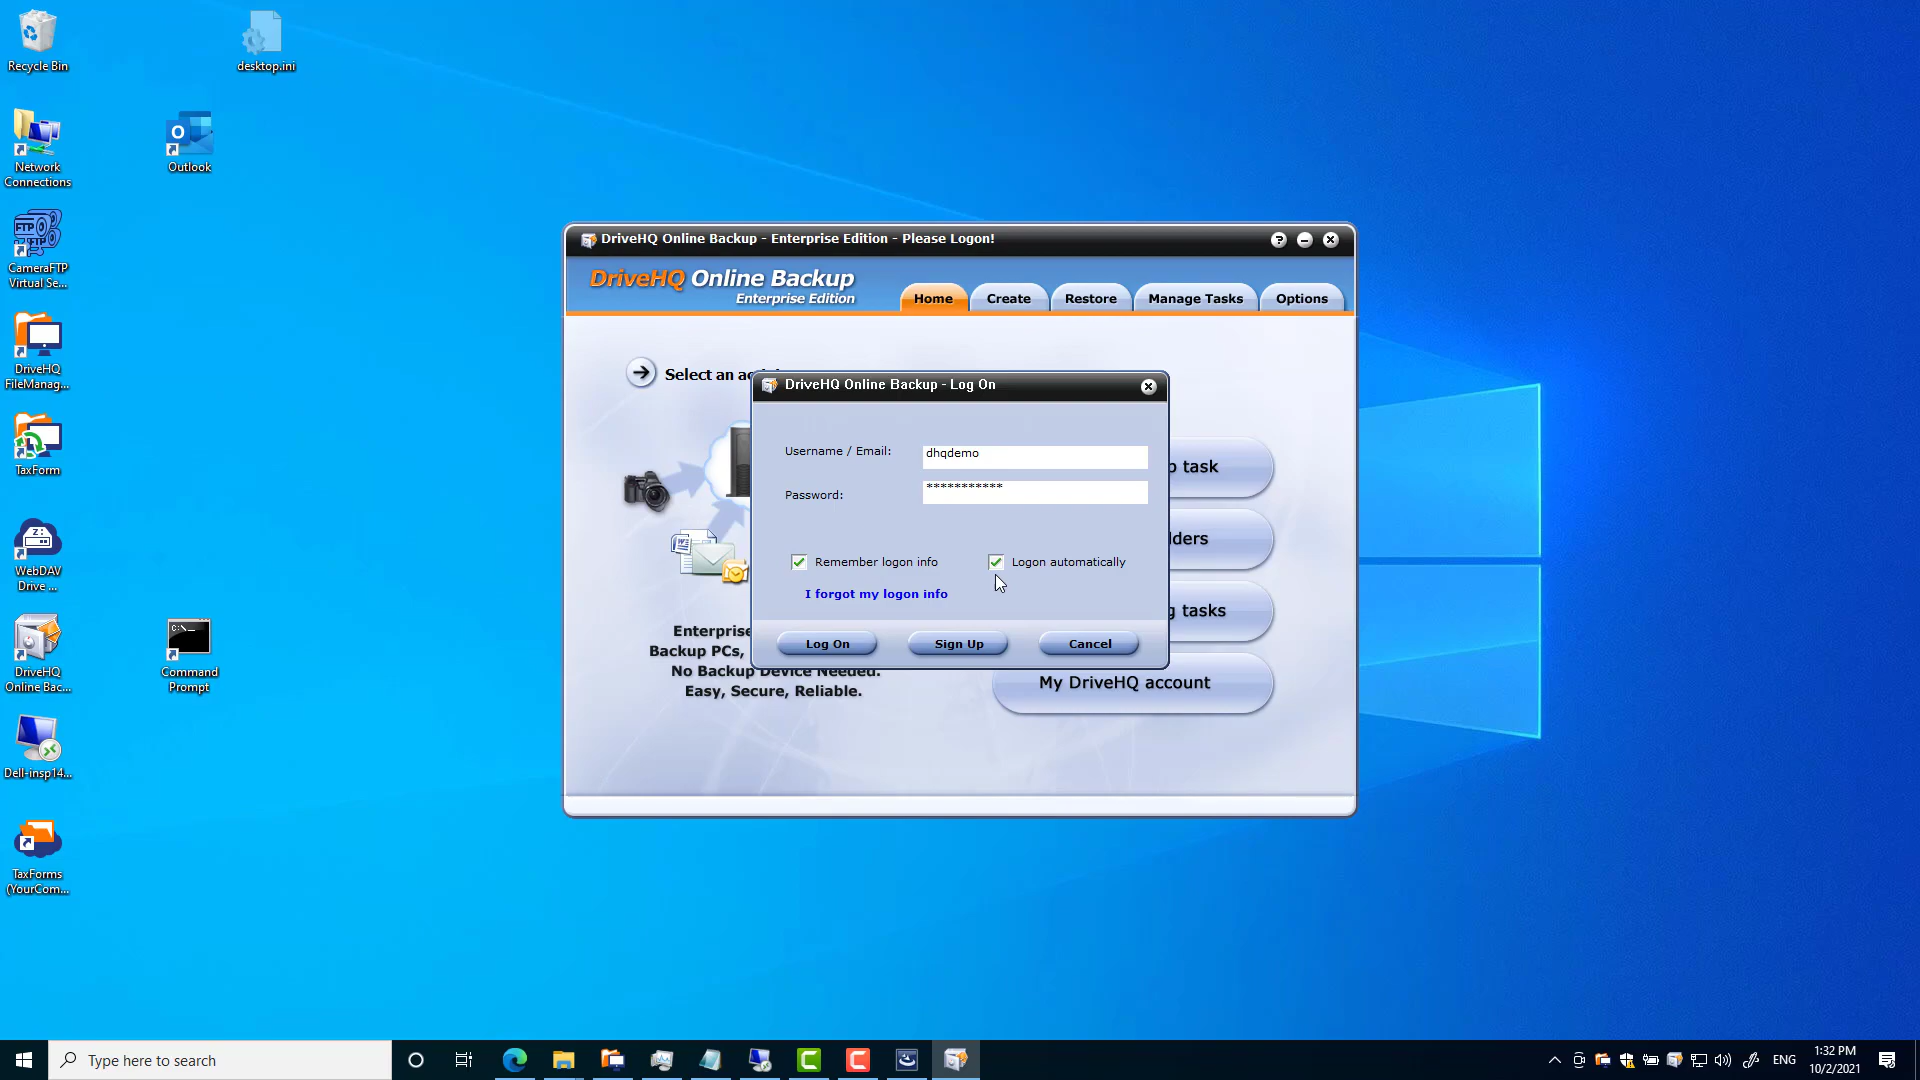 Recycle Bin
desktop.ini
Network
Connections
Outlook
FTP
FTP
CameraFTP
Virtual Se...
DriveHQ
FileManag...
TaxForm
Z:
WebDAV
Drive ...
DriveHQ
Online Bac...
C:\_
Command
Prompt
Dell-insp14...
TaxForms
(YourCom...
DriveHQ Online Backup - Enterprise Edition - Please Logon!
DriveHQ Online Backup
Enterprise Edition
Home
Create
Restore
Manage Tasks
Options
Select an ac
DriveHQ Online Backup - Log On
Username / Email:
dhqdemo
Password:
***********
Remember logon info
Logon automatically
I forgot my logon info
Log On
Sign Up
Cancel
task
lders
g tasks
My DriveHQ account
Enterprise
Backup PCs,
No Backup Device Needed.
Easy, Secure, Reliable.
Type here to search
ENG
1:32 PM
10/2/2021